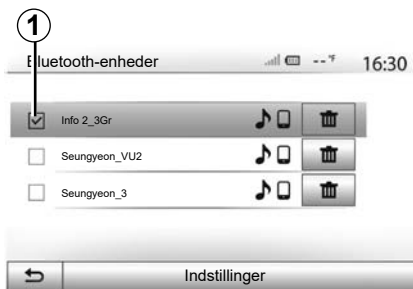 1
Bluetooth-enheder -- °F 16:30
Info 2_3Gr
Seungyeon_VU2
Seungyeon_3
Indstillinger